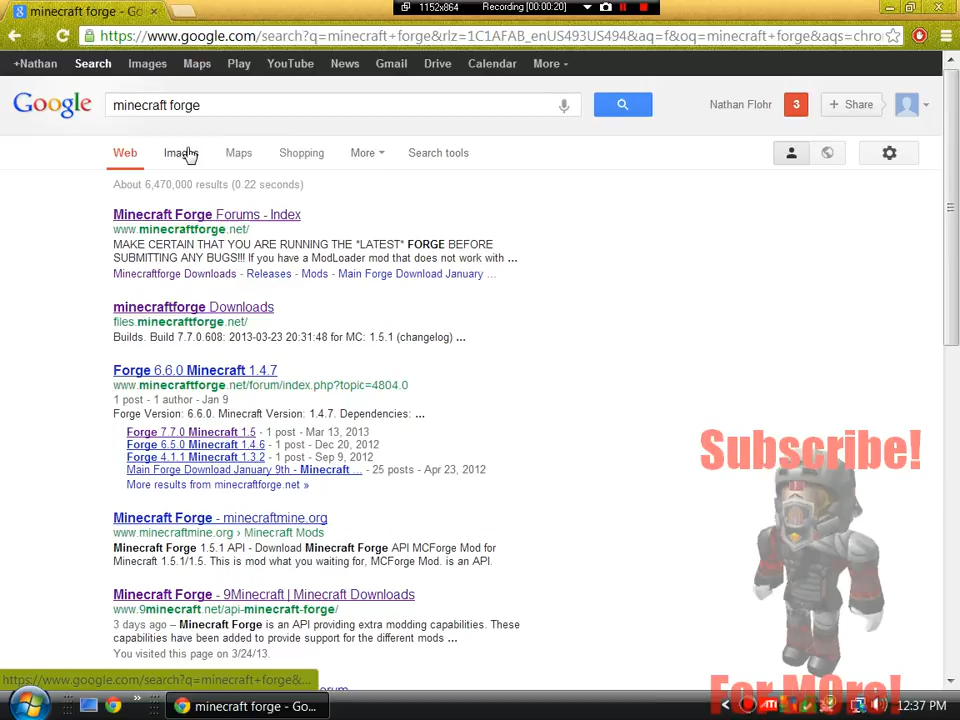 minecraft forge - Go
1152x864 Recording [00:00:20]
https://www.google.com/search?q=minecraft+forge&rlz=1C1AFAB_enUS493US494&aq=f&oq=minecraft+forge&aqs=chro
+Nathan Search Images Maps Play YouTube News Gmail Drive Calendar More
Google minecraft forge Nathan Flohr 3 + Share
Web Images Maps Shopping More Search tools
About 6,470,000 results (0.22 seconds)
Minecraft Forge Forums - Index
www.minecraftforge.net/
MAKE CERTAIN THAT YOU ARE RUNNING THE *LATEST* FORGE BEFORE
SUBMITTING ANY BUGS!!! If you have a ModLoader mod that does not work with ...
Minecraftforge Downloads - Releases - Mods - Main Forge Download January ...
minecraftforge Downloads
files.minecraftforge.net/
Builds. Build 7.7.0.608: 2013-03-23 20:31:48 for MC: 1.5.1 (changelog) ...
Forge 6.6.0 Minecraft 1.4.7
www.minecraftforge.net/forum/index.php?topic=4804.0
1 post - 1 author - Jan 9
Forge Version: 6.6.0. Minecraft Version: 1.4.7. Dependencies: ...
Forge 7.7.0 Minecraft 1.5 - 1 post - Mar 13, 2013
Forge 6.5.0 Minecraft 1.4.6 - 1 post - Dec 20, 2012
Forge 4.1.1 Minecraft 1.3.2 - 1 post - Sep 9, 2012
Main Forge Download January 9th - Minecraft ... - 25 posts - Apr 23, 2012
More results from minecraftforge.net »
Minecraft Forge - minecraftmine.org
www.minecraftmine.org › Minecraft Mods
Minecraft Forge 1.5.1 API - Download Minecraft Forge API MCForge Mod for
Minecraft 1.5.1/1.5. This is mod what you waiting for, MCForge Mod. is an API.
Minecraft Forge - 9Minecraft | Minecraft Downloads
www.9minecraft.net/api-minecraft-forge/
3 days ago – Minecraft Forge is an API providing extra modding capabilities. These
capabilities have been added to provide support for the different mods ...
You visited this page on 3/24/13.
Subscribe!
For M0re!
https://www.google.com/search?q=minecraft+forge&...
minecraft forge - Go...
12:37 PM